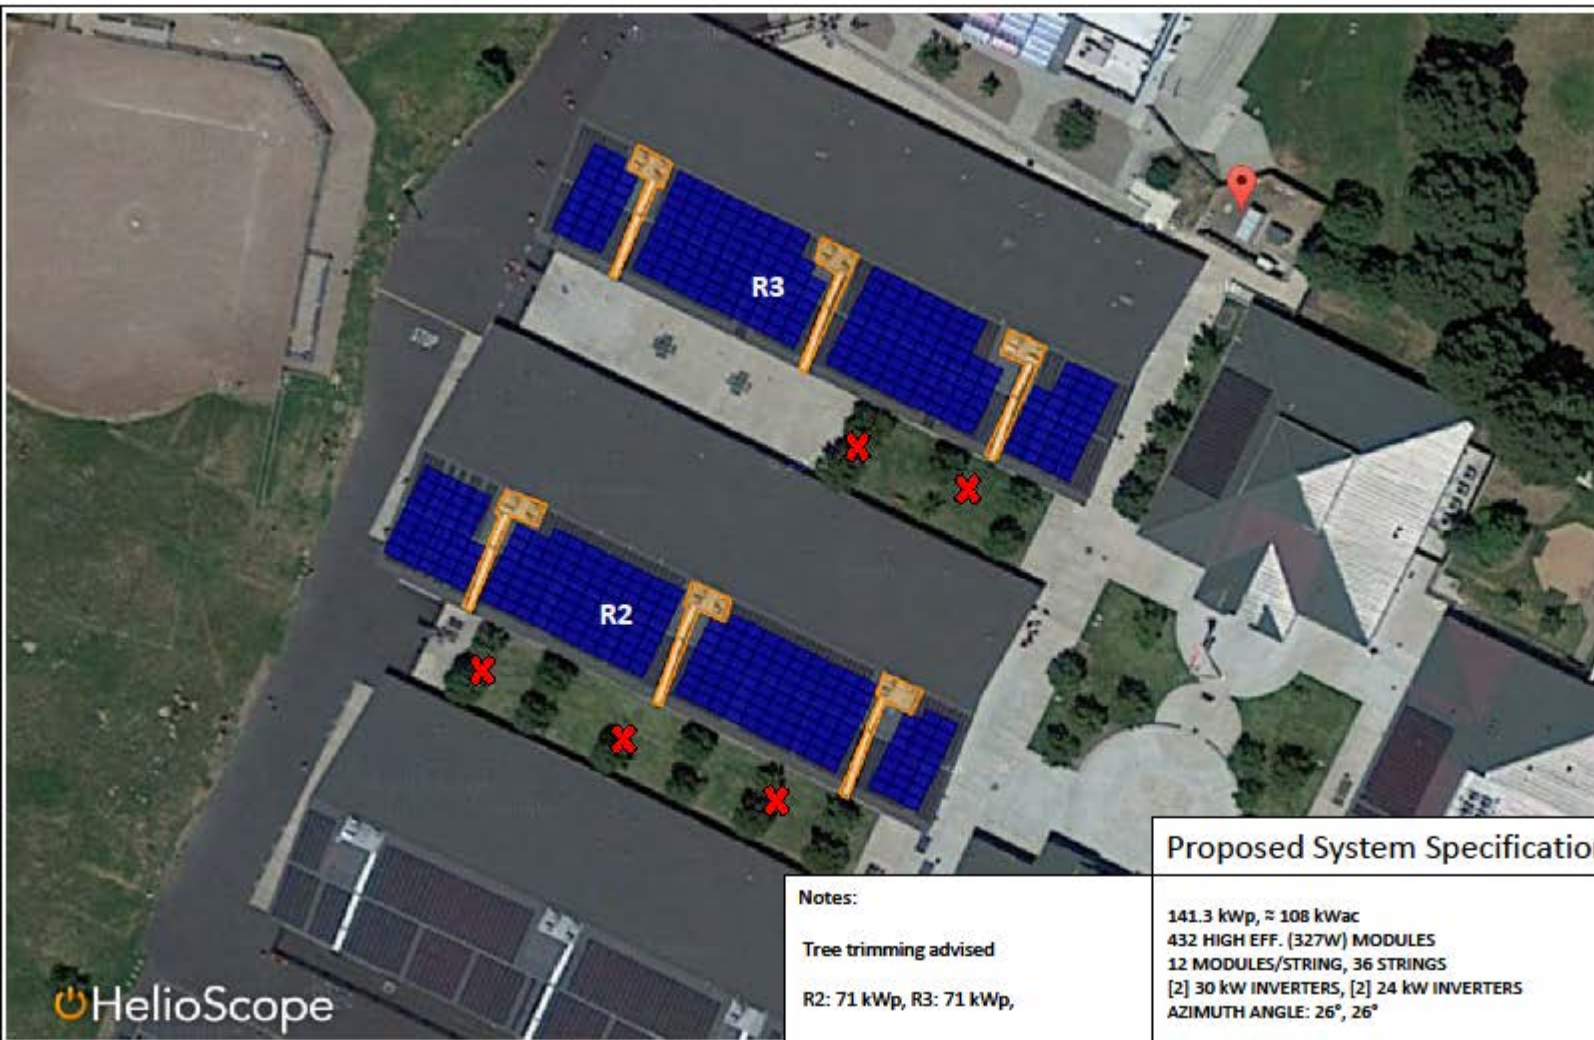 R3
R2
Proposed System Specificatio
Notes:
Tree trimming advised
R2: 71 kWp, R3: 71 kWp,
141.3 kWp, ≈ 108 kWac
432 HIGH EFF. (327W) MODULES
12 MODULES/STRING, 36 STRINGS
[2] 30 kW INVERTERS, [2] 24 kW INVERTERS
AZIMUTH ANGLE: 26°, 26°
HelioScope